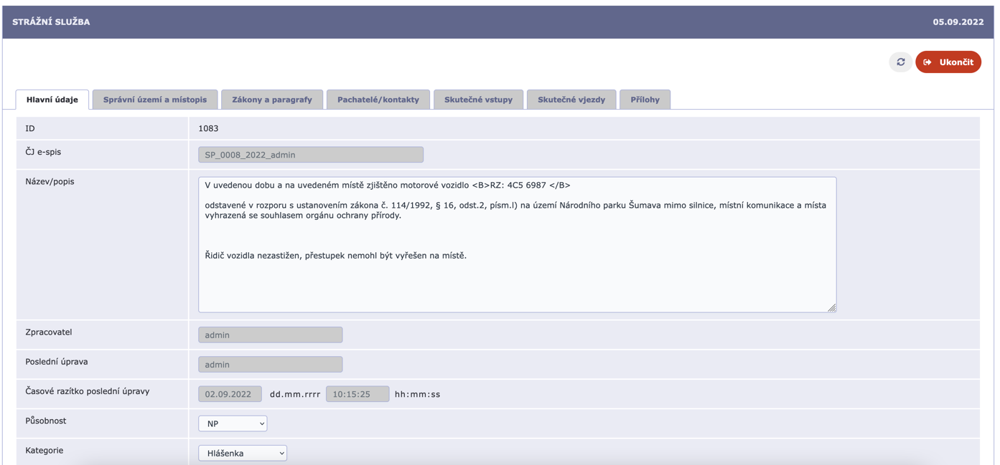 STRÁŽNÍ SLUŽBA 05.09.2022
Ukončit
Hlavní údaje Správní území a místopis Zákony a paragrafy Pachatelé/kontakty Skutečné vstupy Skutečné vjezdy Přílohy
ID 1083
ČJ e-spis SP_0008_2022_admin
Název/popis V uvedenou dobu a na uvedeném místě zjištěno motorové vozidlo <B>RZ: 4C5 6987 </B>
odstavené v rozporu s ustanovením zákona č. 114/1992, § 16, odst.2, písm.l) na území Národního parku Šumava mimo silnice, místní komunikace a místa
vyhrazená se souhlasem orgánu ochrany přírody.
Řidič vozidla nezastižen, přestupek nemohl být vyřešen na místě.
Zpracovatel admin
Poslední úprava admin
Časové razítko poslední úpravy 02.09.2022 dd.mm.rrrr 10:15:25 hh:mm:ss
Působnost NP
Kategorie Hlášenka